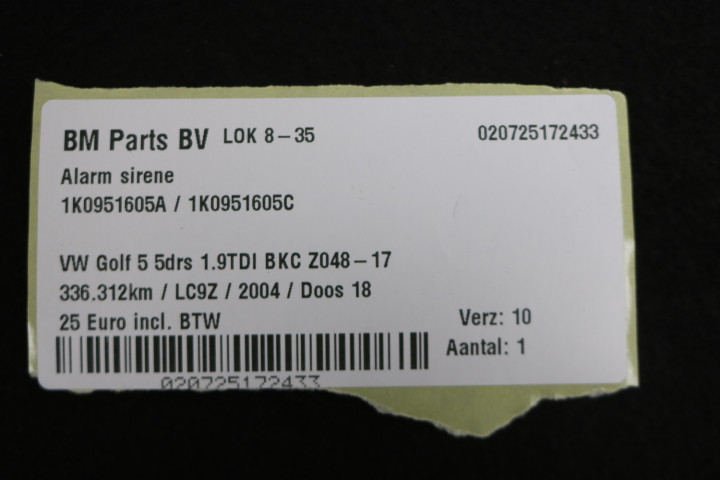 BM Parts BV LOK 8-35 020725172433
Alarm sirene
1K0951605A / 1K0951605C
VW Golf 5 5drs 1.9TDI BKC Z048-17
336.312km / LC9Z / 2004 / Doos 18
25 Euro incl. BTW Verz: 10
Aantal: 1
020725172433